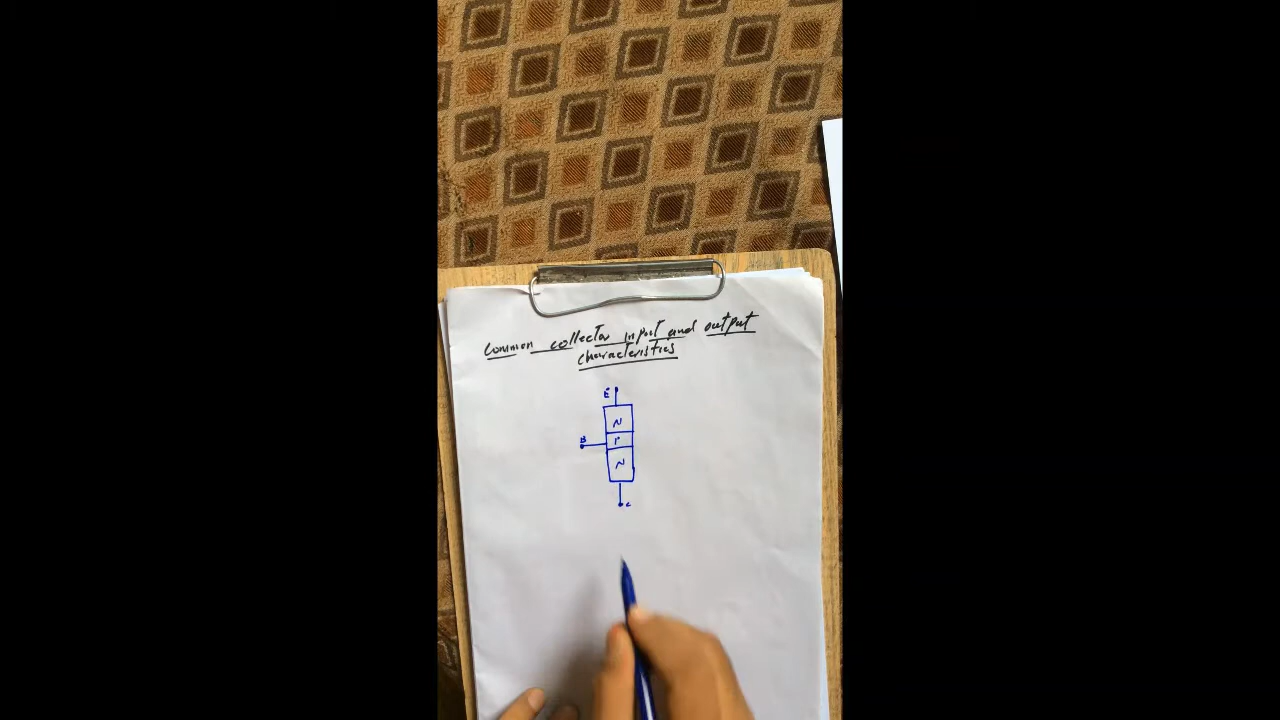 Common collector input and output
characteristics
E
N
B
P
N
C